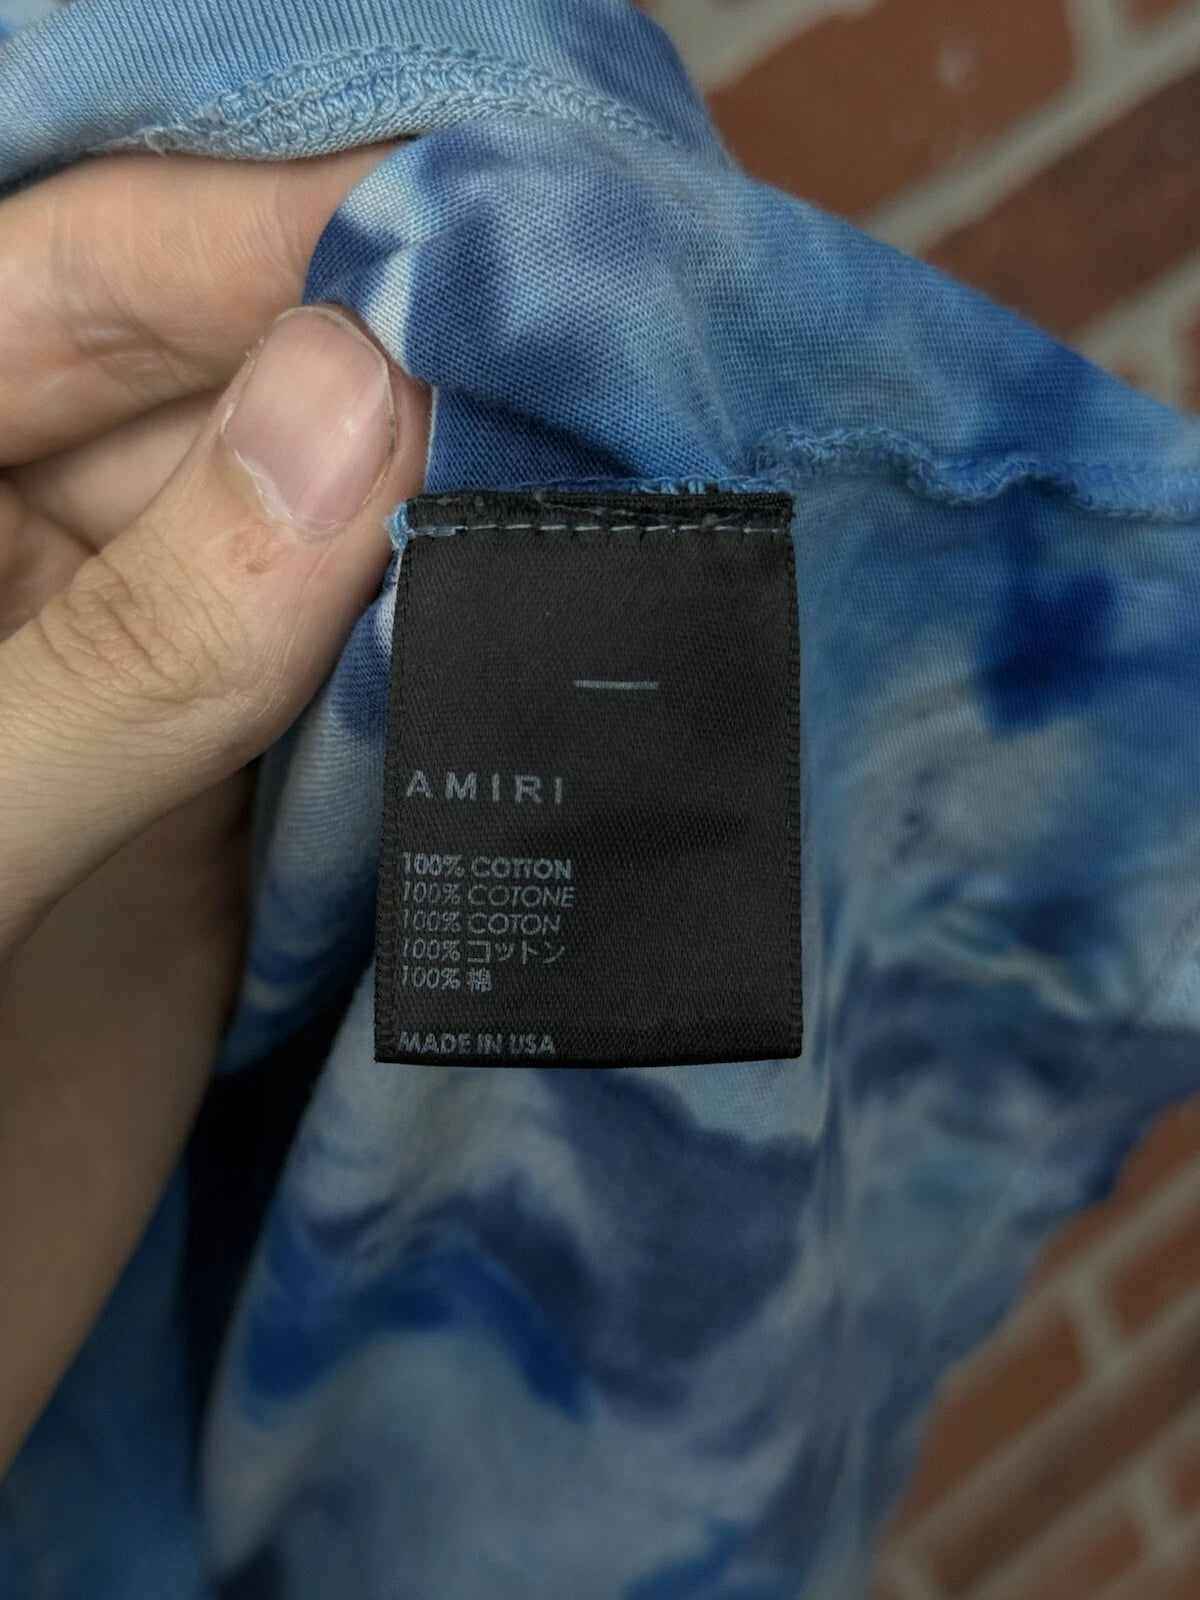 AMIRI
100% COTTON
100% COTONE
100% COTON
100% コットン
100% 棉
MADE IN USA